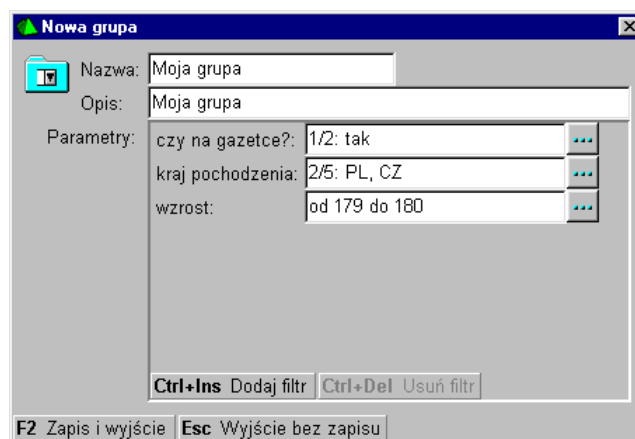 Nowa grupa
Nazwa: Moja grupa
Opis: Moja grupa
Parametry:
czy na gazetce?: 1/2: tak ...
kraj pochodzenia: 2/5: PL, CZ ...
wzrost: od 179 do 180 ...
Ctrl+Ins Dodaj filtr Ctrl+Del Usuń filtr
F2 Zapis i wyjście Esc Wyjście bez zapisu